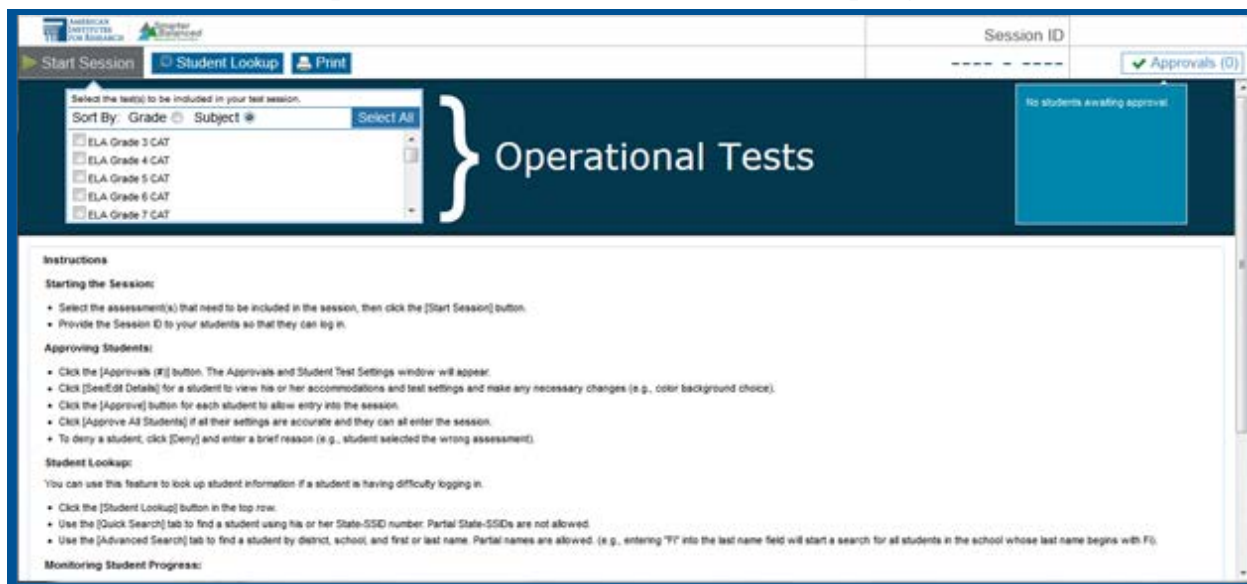 AMERICAN
INSTITUTES
FOR RESEARCH
Smarter
Balanced
Session ID
Start Session
Student Lookup
Print
---- - ----
Approvals (0)
Select the test(s) to be included in your test session.
Sort By: Grade Subject
Select All
ELA Grade 3 CAT
ELA Grade 4 CAT
ELA Grade 5 CAT
ELA Grade 6 CAT
ELA Grade 7 CAT
} Operational Tests
No students awaiting approval
Instructions
Starting the Session:
• Select the assessment(s) that need to be included in the session, then click the [Start Session] button.
• Provide the Session ID to your students so that they can log in.
Approving Students:
• Click the [Approvals (#)] button. The Approvals and Student Test Settings window will appear.
• Click [See/Edit Details] for a student to view his or her accommodations and test settings and make any necessary changes (e.g., color background choice).
• Click the [Approve] button for each student to allow entry into the session.
• Click [Approve All Students] if all their settings are accurate and they can all enter the session.
• To deny a student, click [Deny] and enter a brief reason (e.g., student selected the wrong assessment).
Student Lookup:
You can use this feature to look up student information if a student is having difficulty logging in.
• Click the [Student Lookup] button in the top row.
• Use the [Quick Search] tab to find a student using his or her State-SSID number. Partial State-SSIDs are not allowed.
• Use the [Advanced Search] tab to find a student by district, school, and first or last name. Partial names are allowed. (e.g., entering "Fi" into the last name field will start a search for all students in the school whose last name begins with Fi).
Monitoring Student Progress: